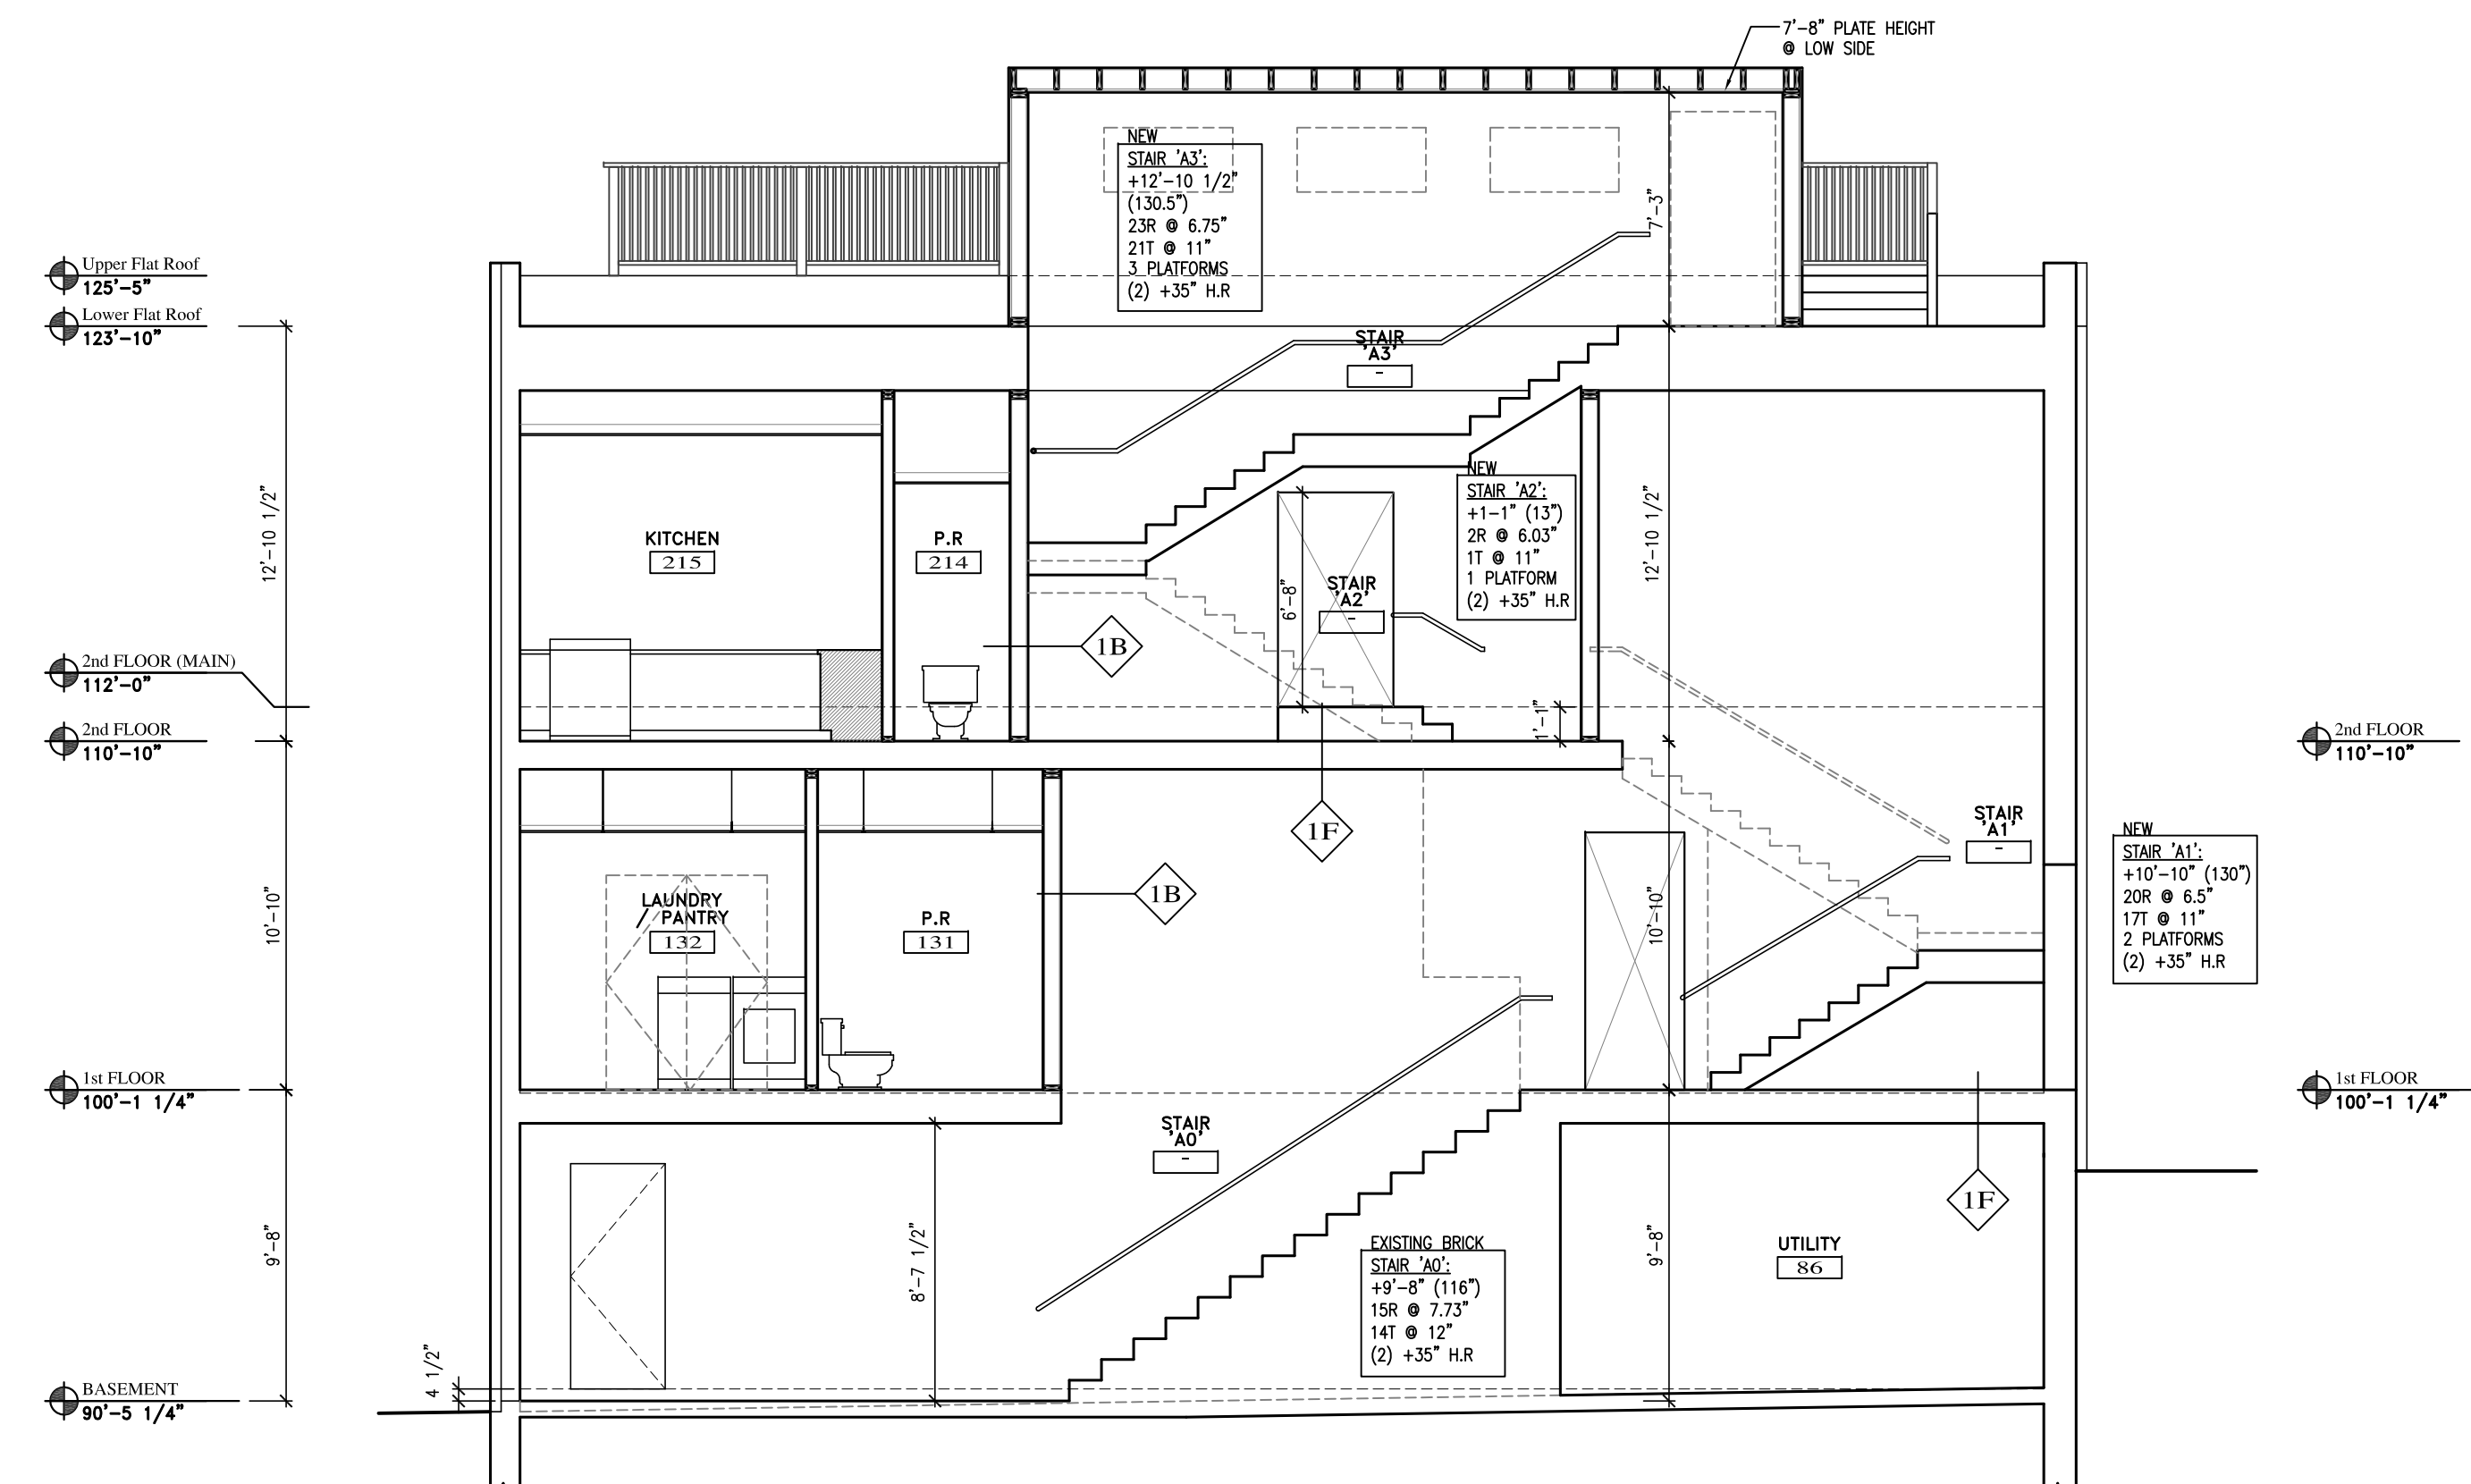 7'-8" PLATE HEIGHT
@ LOW SIDE
NEW
STAIR 'A3':
+12'-10 1/2"
(130.5")
23R @ 6.75"
21T @ 11"
3 PLATFORMS
(2) +35" H.R
7'-3"
Upper Flat Roof
125'-5"
Lower Flat Roof
123'-10"
STAIR
'A3'
-
NEW
STAIR 'A2':
+1-1" (13")
2R @ 6.03"
1T @ 11"
1 PLATFORM
(2) +35" H.R
12'-10 1/2"
12'-10 1/2"
KITCHEN
215
P.R
214
6'-8"
STAIR
'A2'
-
1B
2nd FLOOR (MAIN)
112'-0"
1'-1"
2nd FLOOR
110'-10"
2nd FLOOR
110'-10"
1F
STAIR
'A1'
-
NEW
STAIR 'A1':
+10'-10" (130")
20R @ 6.5"
17T @ 11"
2 PLATFORMS
(2) +35" H.R
10'-10"
LAUNDRY
/ PANTRY
132
P.R
131
1B
10'-10"
1st FLOOR
100'-1 1/4"
1st FLOOR
100'-1 1/4"
STAIR
'A0'
-
1F
9'-8"
8'-7 1/2"
EXISTING BRICK
STAIR 'A0':
+9'-8" (116")
15R @ 7.73"
14T @ 12"
(2) +35" H.R
9'-8"
UTILITY
86
4 1/2"
BASEMENT
90'-5 1/4"